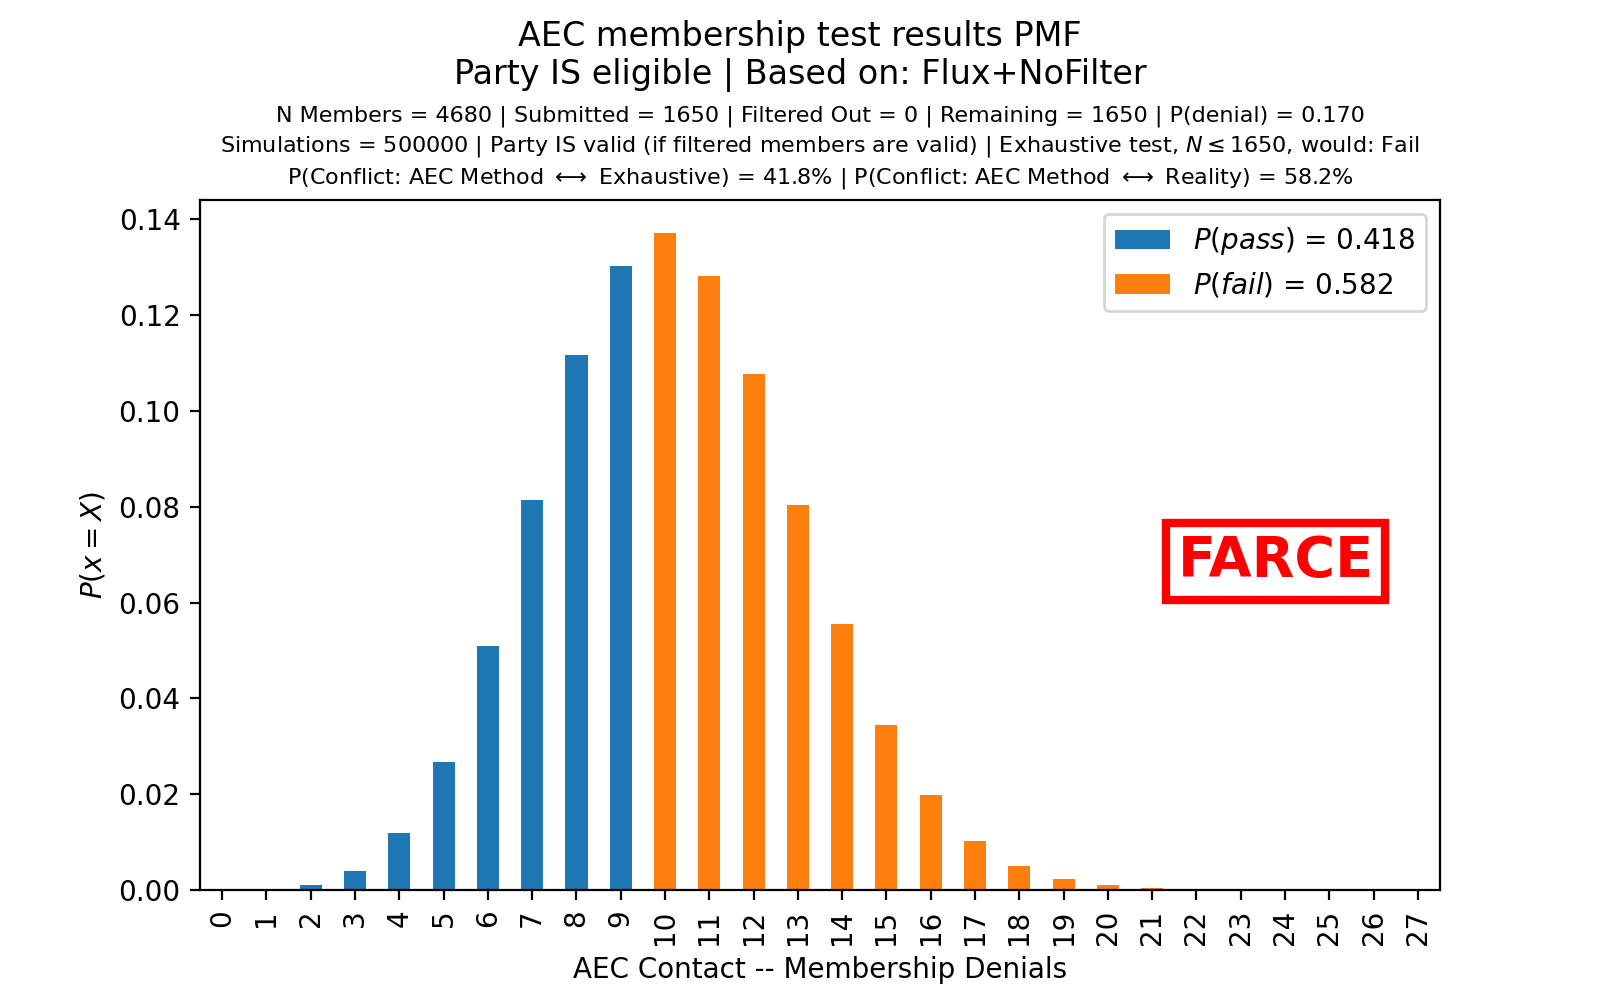 AEC membership test results PMF
Party IS eligible | Based on: Flux+NoFilter
N Members = 4680 | Submitted = 1650 | Filtered Out = 0 | Remaining = 1650 | P(denial) = 0.170
Simulations = 500000 | Party IS valid (if filtered members are valid) | Exhaustive test, N ≤ 1650, would: Fail
P(Conflict: AEC Method ⟷ Exhaustive) = 41.8% | P(Conflict: AEC Method ⟷ Reality) = 58.2%
P(pass) = 0.418
P(fail) = 0.582
0.14
0.12
0.10
0.08
0.06
0.04
0.02
0.00
P(x = X)
FARCE
0 1 2 3 4 5 6 7 8 9 10 11 12 13 14 15 16 17 18 19 20 21 22 23 24 25 26 27
AEC Contact -- Membership Denials